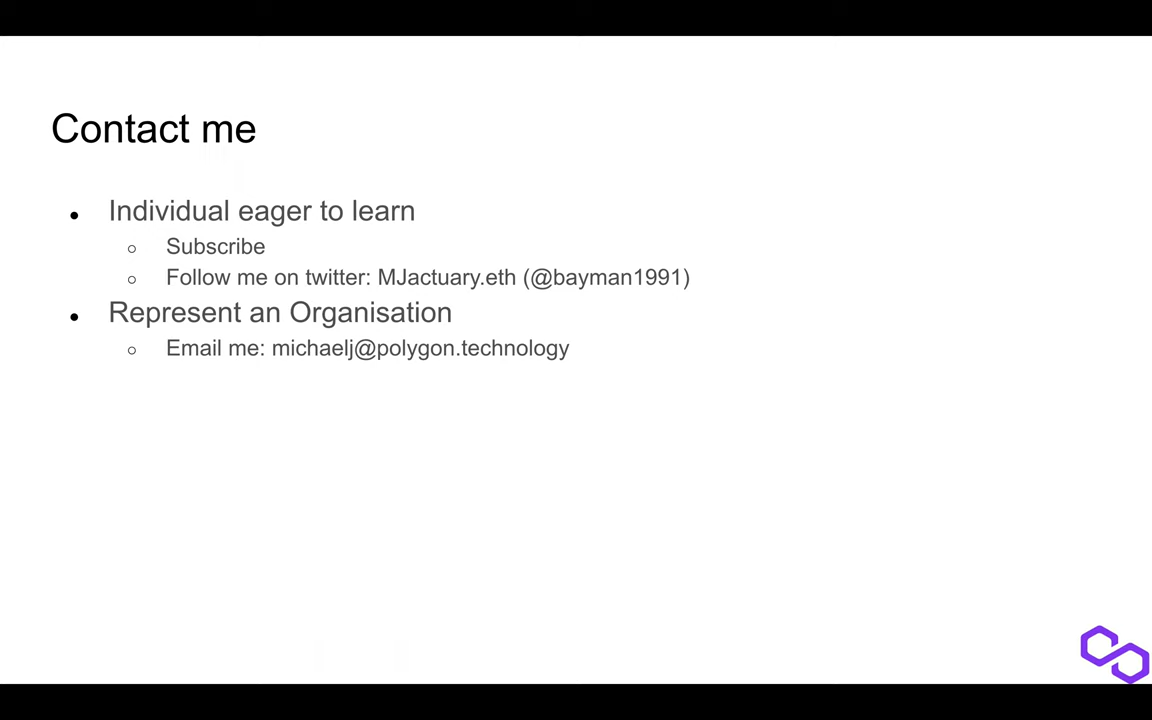 Contact me
● Individual eager to learn
○ Subscribe
○ Follow me on twitter: MJactuary.eth (@bayman1991)
● Represent an Organisation
○ Email me: michaelj@polygon.technology